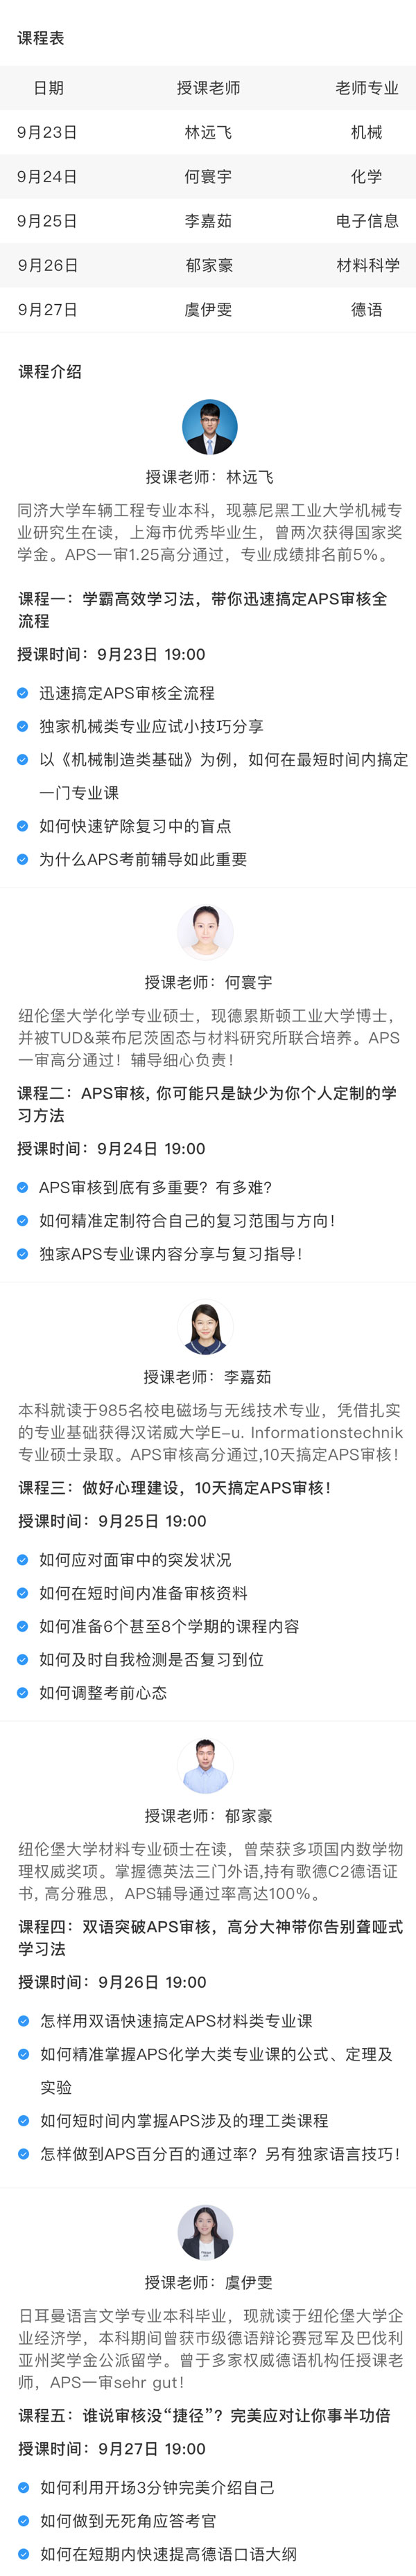 课程表
日期 授课老师 老师专业
9月23日 林远飞 机械
9月24日 何寰宇 化学
9月25日 李嘉茹 电子信息
9月26日 郁家豪 材料科学
9月27日 虞伊雯 德语
课程介绍
授课老师：林远飞
同济大学车辆工程专业本科，现慕尼黑工业大学机械专
业研究生在读，上海市优秀毕业生，曾两次获得国家奖
学金。APS一审1.25高分通过，专业成绩排名前5%。
课程一：学霸高效学习法，带你迅速搞定APS审核全
流程
授课时间：9月23日 19:00
迅速搞定APS审核全流程
独家机械类专业应试小技巧分享
以《机械制造类基础》为例，如何在最短时间内搞定
一门专业课
如何快速铲除复习中的盲点
为什么APS考前辅导如此重要
授课老师：何寰宇
纽伦堡大学化学专业硕士，现德累斯顿工业大学博士，
并被TUD&莱布尼茨固态与材料研究所联合培养。APS
一审高分通过！辅导细心负责！
课程二：APS审核, 你可能只是缺少为你个人定制的学
习方法
授课时间：9月24日 19:00
APS审核到底有多重要？有多难？
如何精准定制符合自己的复习范围与方向！
独家APS专业课内容分享与复习指导！
授课老师：李嘉茹
本科就读于985名校电磁场与无线技术专业，凭借扎实
的专业基础获得汉诺威大学E-u. Informationstechnik
专业硕士录取。APS审核高分通过,10天搞定APS审核！
课程三：做好心理建设，10天搞定APS审核！
授课时间：9月25日 19:00
如何应对面审中的突发状况
如何在短时间内准备审核资料
如何准备6个甚至8个学期的课程内容
如何及时自我检测是否复习到位
如何调整考前心态
授课老师：郁家豪
纽伦堡大学材料专业硕士在读，曾荣获多项国内数学物
理权威奖项。掌握德英法三门外语,持有歌德C2德语证
书, 高分雅思，APS辅导通过率高达100%。
课程四：双语突破APS审核，高分大神带你告别聋哑式
学习法
授课时间：9月26日 19:00
怎样用双语快速搞定APS材料类专业课
如何精准掌握APS化学大类专业课的公式、定理及
实验
如何短时间内掌握APS涉及的理工类课程
怎样做到APS百分百的通过率？另有独家语言技巧！
授课老师：虞伊雯
日耳曼语言文学专业本科毕业，现就读于纽伦堡大学企
业经济学，本科期间曾获市级德语辩论赛冠军及巴伐利
亚州奖学金公派留学。曾于多家权威德语机构任授课老
师，APS一审sehr gut！
课程五：谁说审核没“捷径”？完美应对让你事半功倍
授课时间：9月27日 19:00
如何利用开场3分钟完美介绍自己
如何做到无死角应答考官
如何在短期内快速提高德语口语大纲